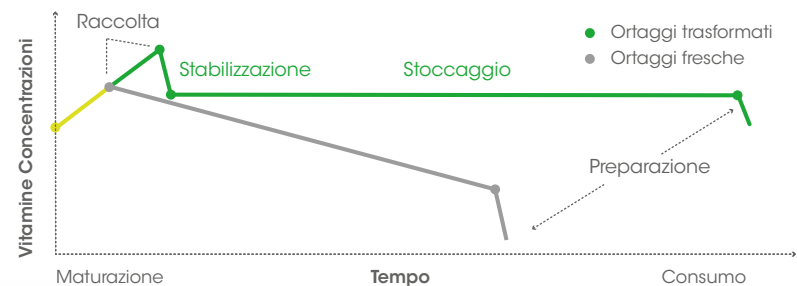 Raccolta
Ortaggi trasformati
Ortaggi fresche
Stabilizzazione
Stoccaggio
Vitamine Concentrazioni
Preparazione
Maturazione
Tempo
Consumo